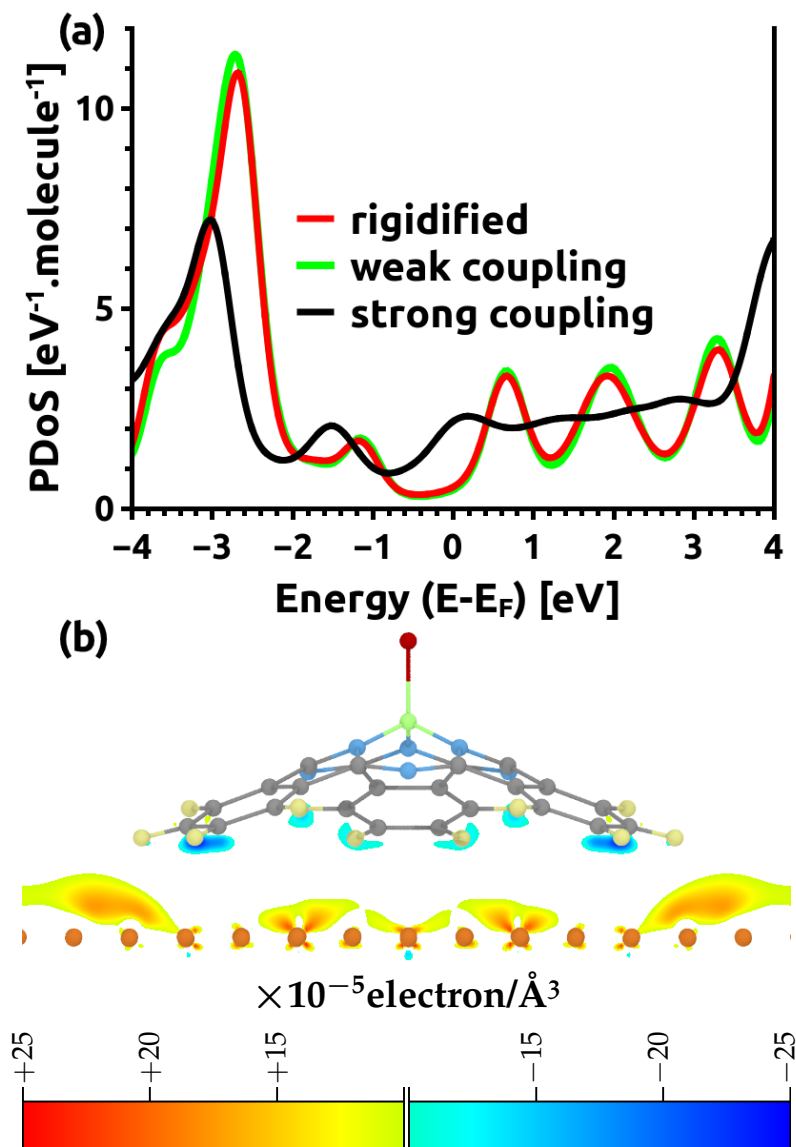 (a)
PDoS [eV⁻¹.molecule⁻¹]
10
5
0
rigidified
weak coupling
strong coupling
−4 −3 −2 −1 0 1 2 3 4
Energy (E-E_F) [eV]
(b)
×10⁻⁵electron/Å³
+25 +20 +15 −15 −20 −25